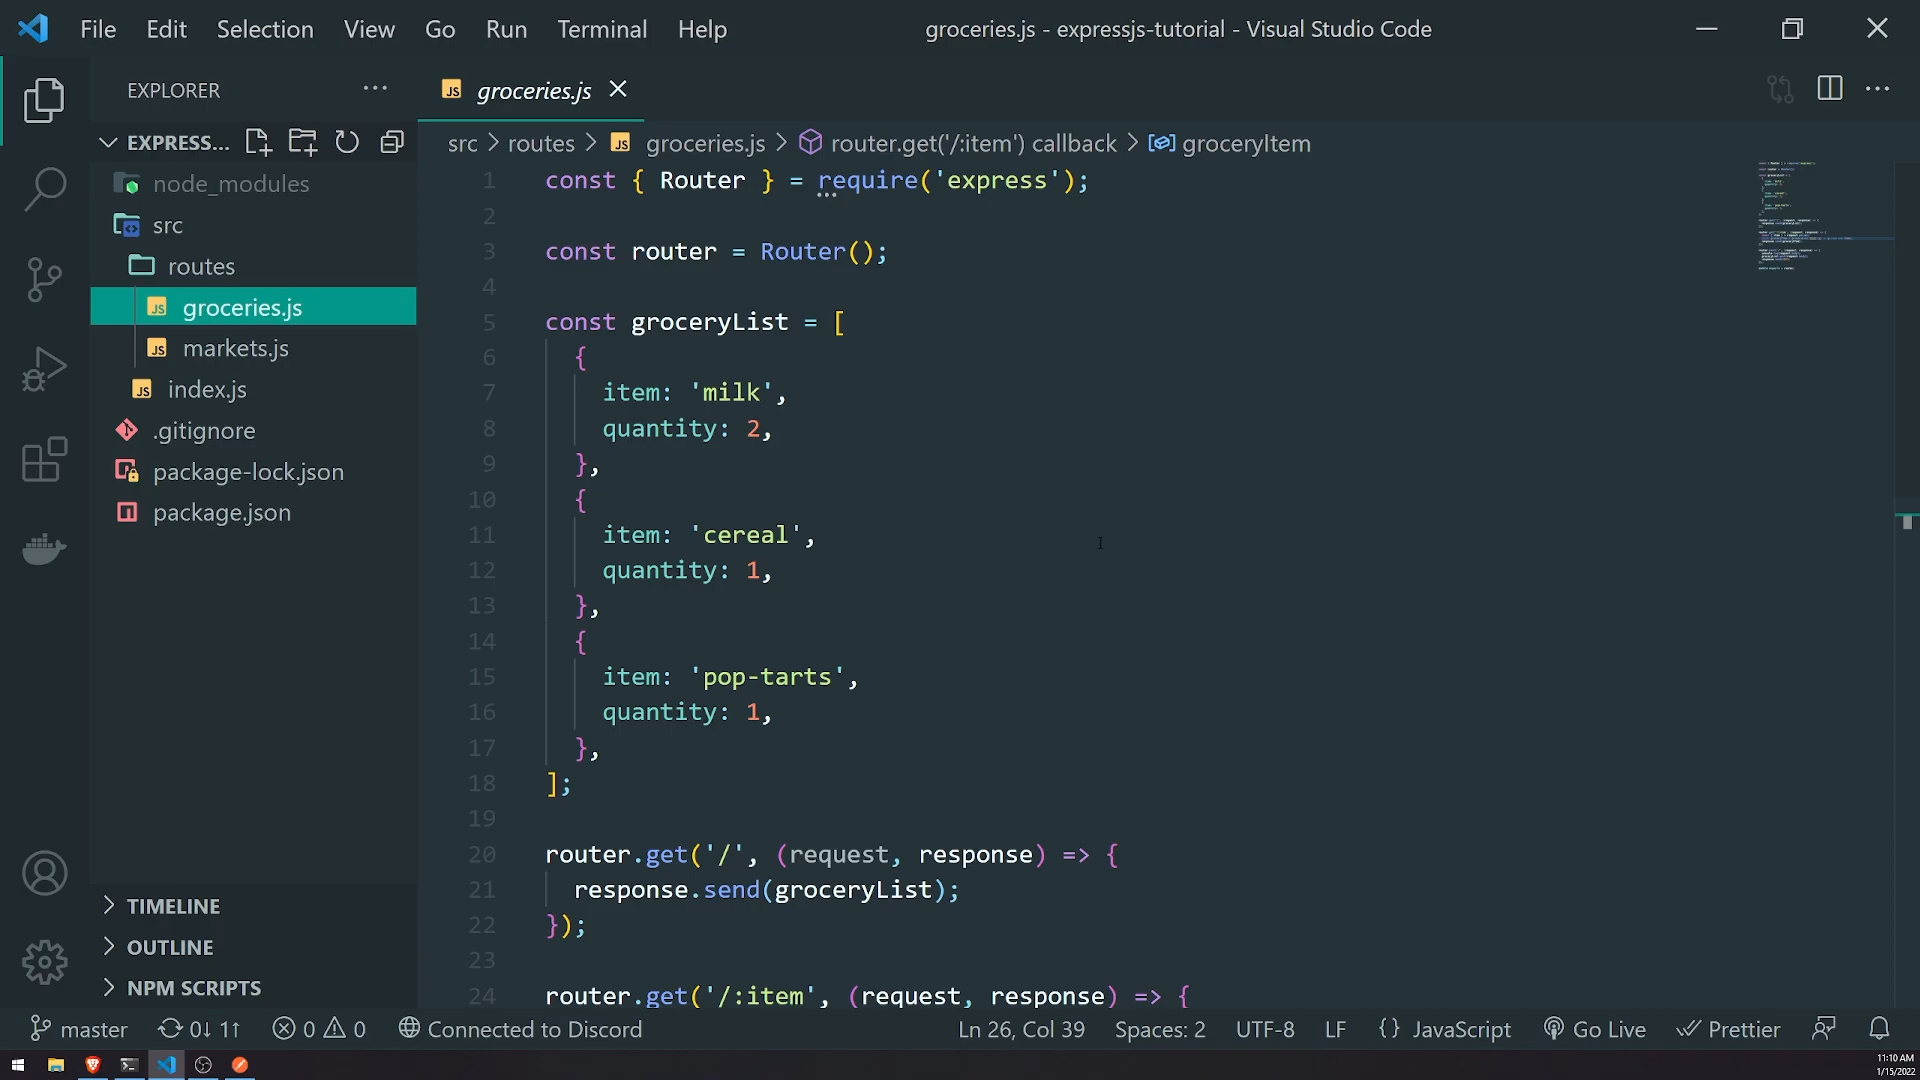 File Edit Selection View Go Run Terminal Help groceries.js - expressjs-tutorial - Visual Studio Code
EXPLORER
JS groceries.js
EXPRESS...
src > routes > JS groceries.js > router.get('/:item') callback > groceryItem
node_modules
src
routes
JS groceries.js
JS markets.js
JS index.js
.gitignore
package-lock.json
package.json
TIMELINE
OUTLINE
NPM SCRIPTS
1 const { Router } = require('express');
2
3 const router = Router();
4
5 const groceryList = [
6 {
7 item: 'milk',
8 quantity: 2,
9 },
10 {
11 item: 'cereal',
12 quantity: 1,
13 },
14 {
15 item: 'pop-tarts',
16 quantity: 1,
17 },
18 ];
19
20 router.get('/', (request, response) => {
21 response.send(groceryList);
22 });
23
24 router.get('/:item', (request, response) => {
master 0↓ 1↑ 0 0 Connected to Discord Ln 26, Col 39 Spaces: 2 UTF-8 LF {} JavaScript Go Live Prettier
11:10 AM
1/15/2022